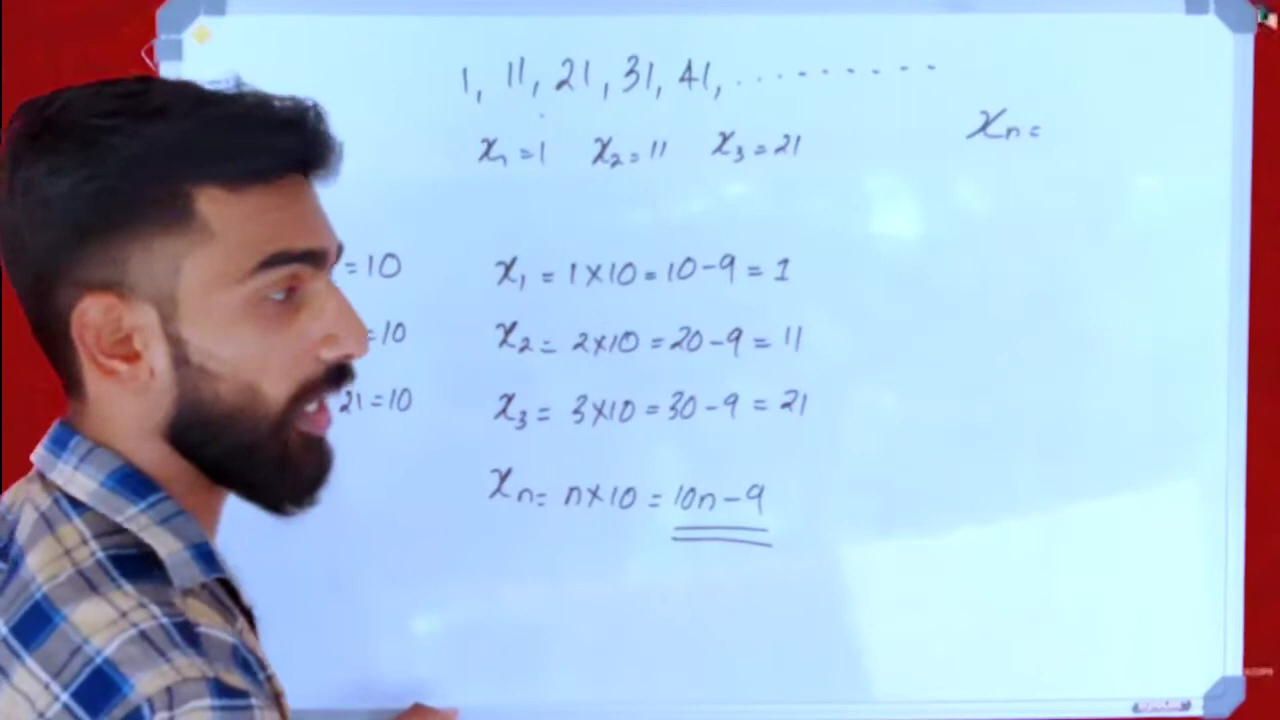 1, 11, 21, 31, 41, .........
x₁ = 1 x₂ = 11 x₃ = 21
xₙ =
= 10
x₁ = 1×10 = 10-9 = 1
= 10
x₂ = 2×10 = 20-9 = 11
21 = 10
x₃ = 3×10 = 30-9 = 21
xₙ = n×10 = 10n-9